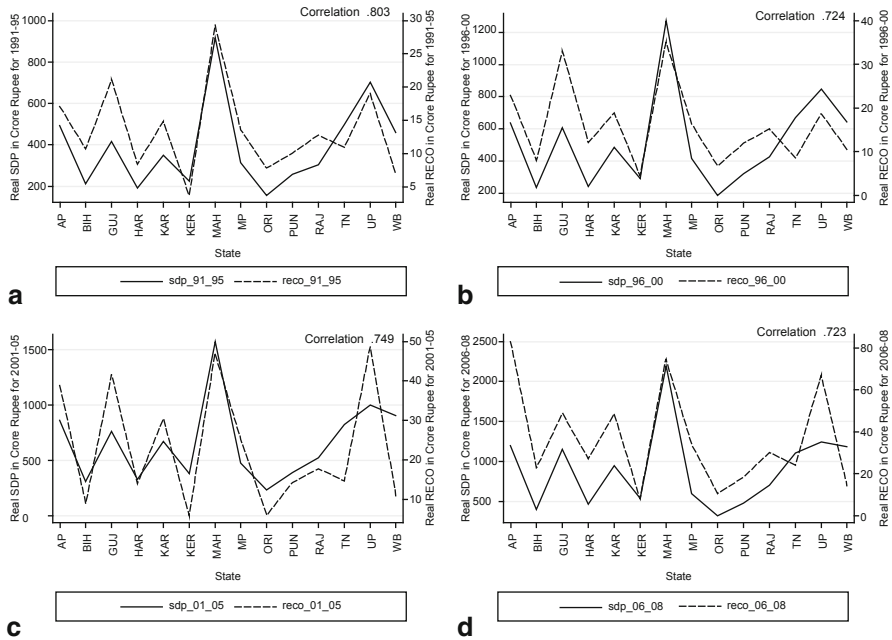 Correlation .803
Real SDP in Crore Rupee for 1991-95
1000
800
600
400
200
30
25
20
15
10
5
Real RECO in Crore Rupee for 1991-95
AP BIH GUJ HAR KAR KER MAH MP ORI PUN RAJ TN UP WB
State
sdp_91_95 reco_91_95
a
Correlation .724
Real SDP in Crore Rupee for 1996-00
1200
1000
800
600
400
200
40
30
20
10
0
Real RECO in Crore Rupee for 1996-00
AP BIH GUJ HAR KAR KER MAH MP ORI PUN RAJ TN UP WB
State
sdp_96_00 reco_96_00
b
Correlation .749
Real SDP in Crore Rupee for 2001-05
1500
1000
500
0
50
40
30
20
10
Real RECO in Crore Rupee for 2001-05
AP BIH GUJ HAR KAR KER MAH MP ORI PUN RAJ TN UP WB
State
sdp_01_05 reco_01_05
c
Correlation .723
Real SDP in Crore Rupee for 2006-08
2500
2000
1500
1000
500
80
60
40
20
0
Real RECO in Crore Rupee for 2006-08
AP BIH GUJ HAR KAR KER MAH MP ORI PUN RAJ TN UP WB
State
sdp_06_08 reco_06_08
d